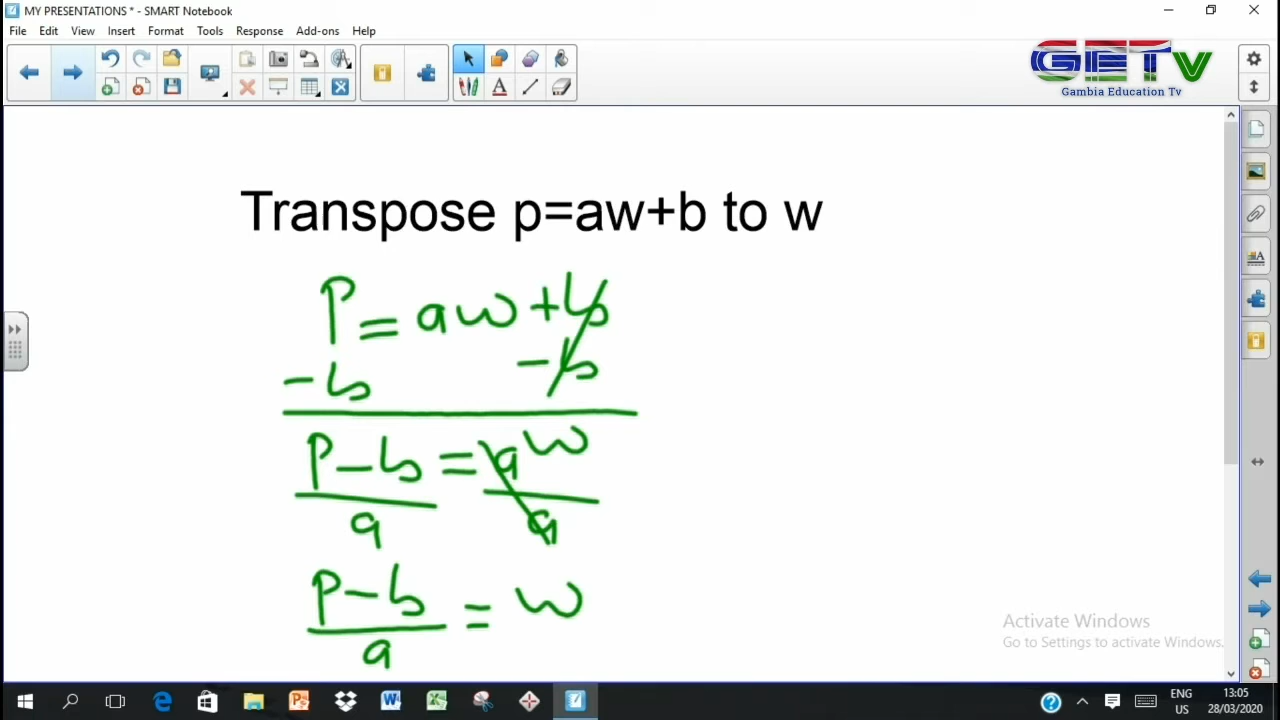 MY PRESENTATIONS * - SMART Notebook
File Edit View Insert Format Tools Response Add-ons Help
GETv
Gambia Education Tv
Transpose p=aw+b to w
P = aw + b
- b - b
P - b = aw
a a
P - b = w
a
Activate Windows
Go to Settings to activate Windows.
ENG 13:05
US 28/03/2020